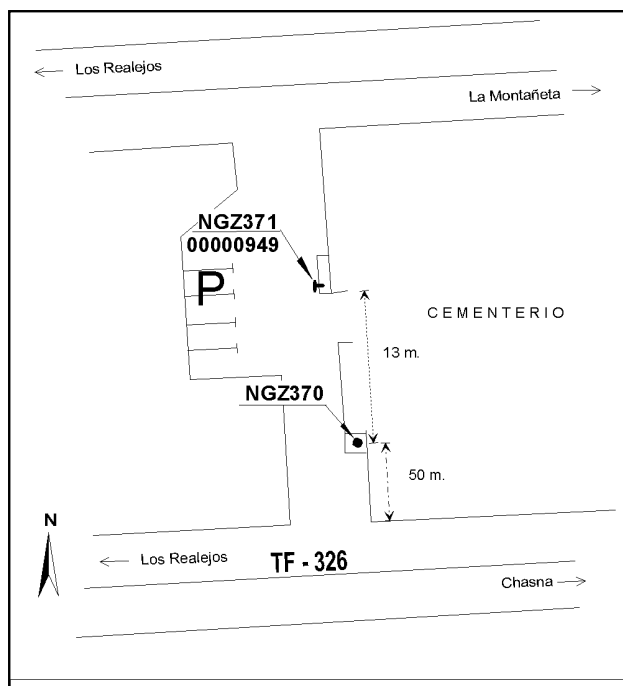 Los Realejos
La Montañeta
NGZ371
00000949
P
CEMENTERIO
13 m.
NGZ370
50 m.
N
Los Realejos
TF - 326
Chasna